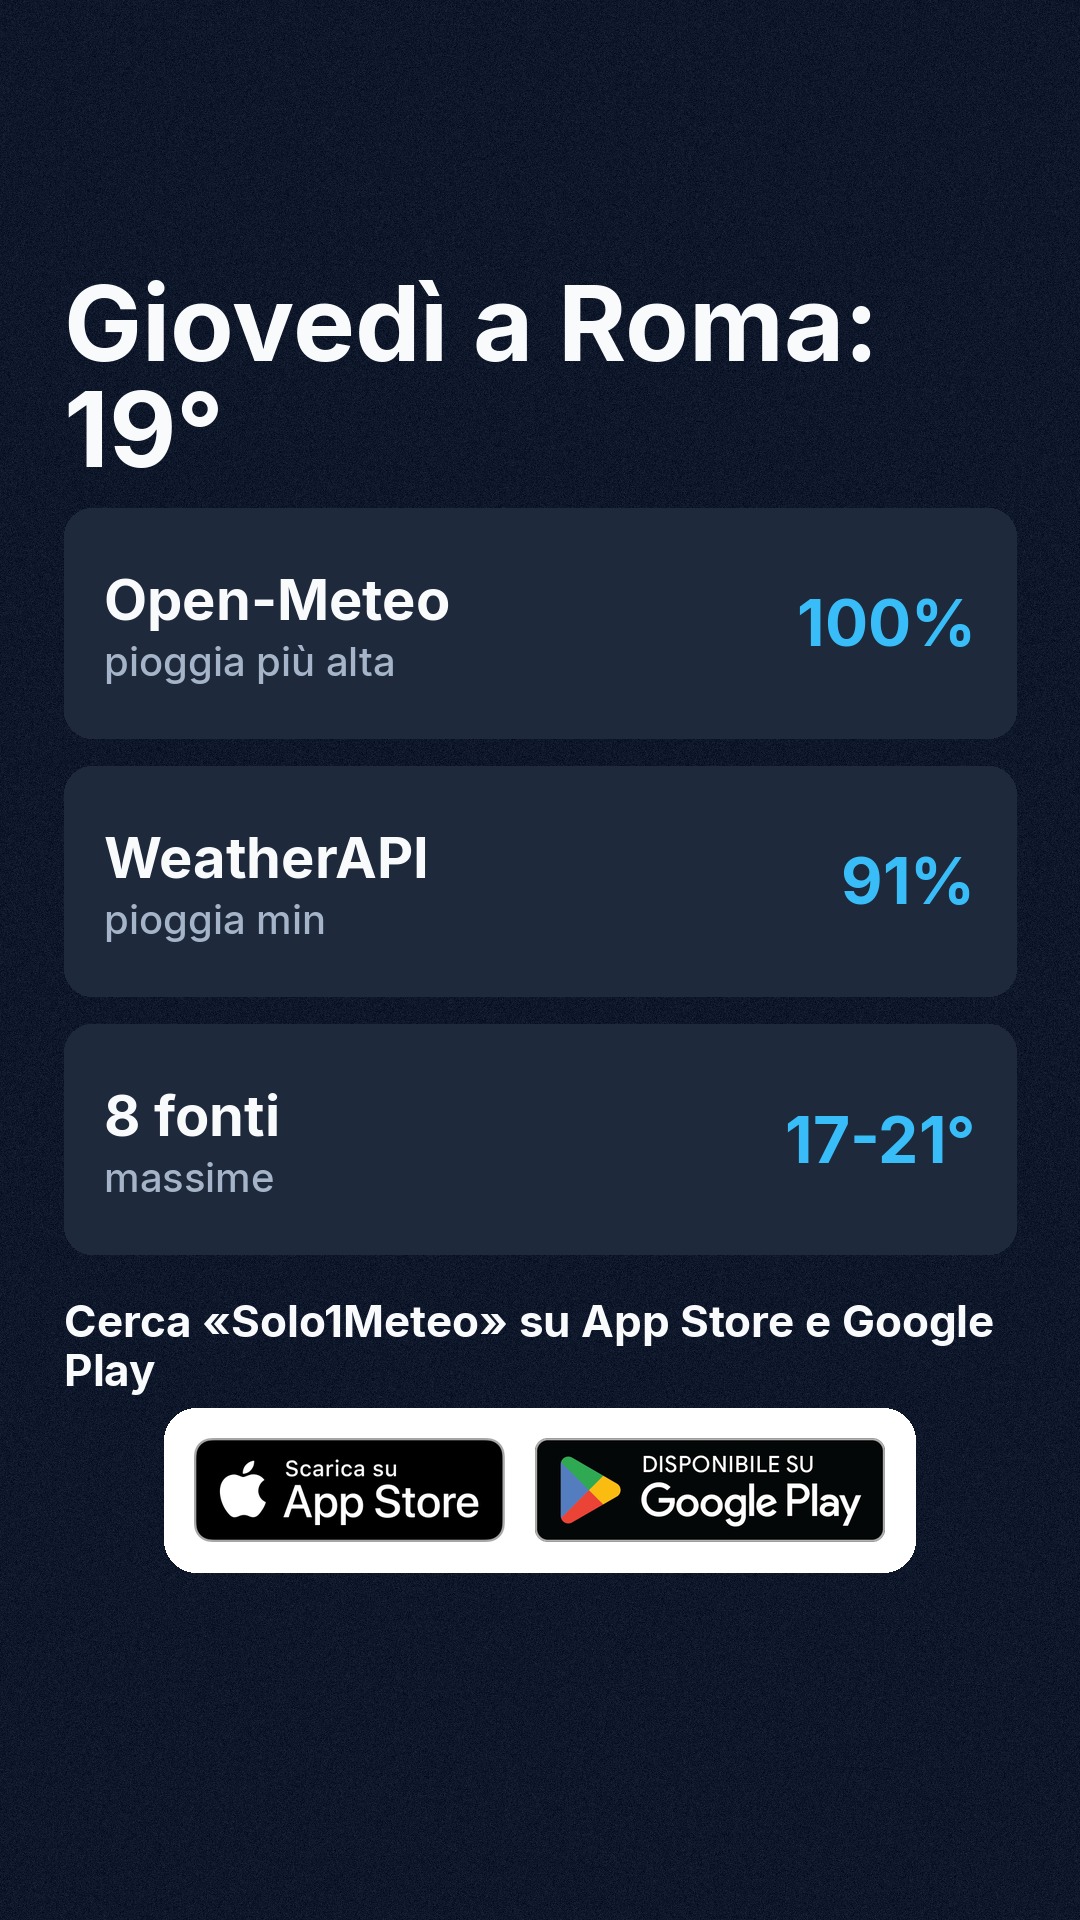 Giovedì a Roma:
19°
Open-Meteo
pioggia più alta
100%
WeatherAPI
pioggia min
91%
8 fonti
massime
17-21°
Cerca «Solo1Meteo» su App Store e Google
Play
Scarica su
App Store
DISPONIBILE SU
Google Play